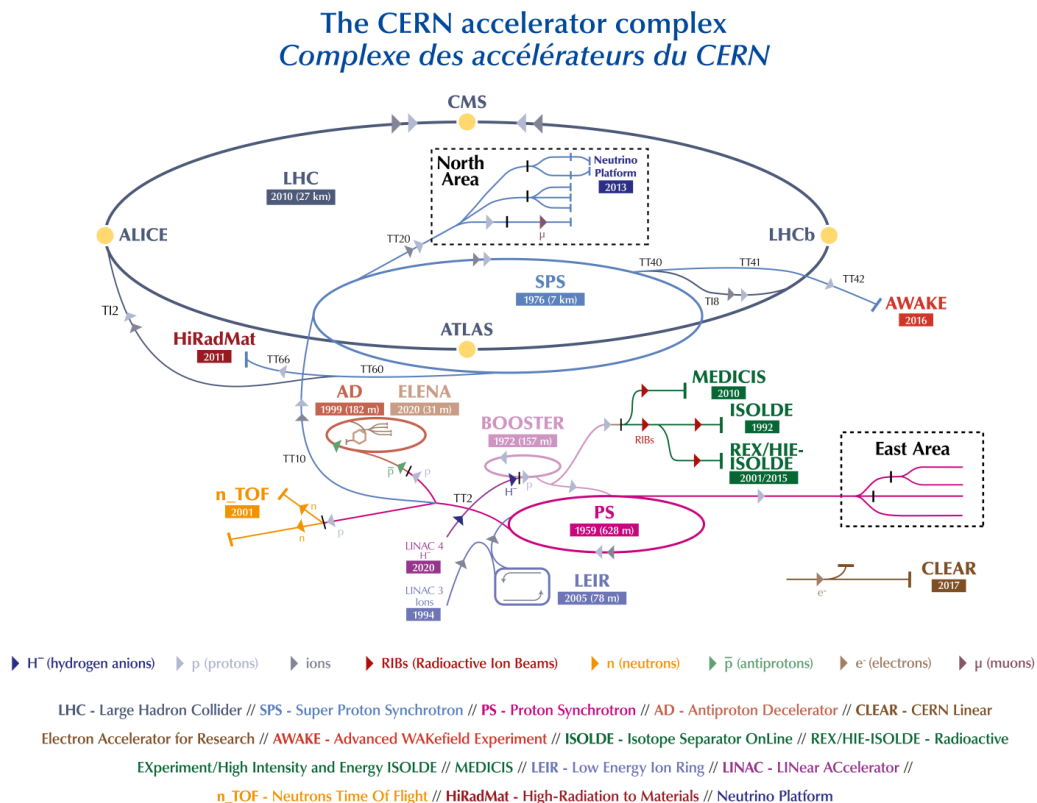 The CERN accelerator complex
Complexe des accélérateurs du CERN
CMS
North
Area
Neutrino
Platform
2013
LHC
2010 (27 km)
ALICE
LHCb
μ
TT20
TT40
TT41
TT42
SPS
1976 (7 km)
TI8
TI2
AWAKE
2016
ATLAS
HiRadMat
2011
TT66
TT60
AD
1999 (182 m)
ELENA
2020 (31 m)
MEDICIS
2010
ISOLDE
1992
RIBs
REX/HIE-
ISOLDE
2001/2015
BOOSTER
1972 (157 m)
East Area
TT10
p̅
p
H⁻
p
TT2
n_TOF
2001
n
n
p
PS
1959 (628 m)
LINAC 4
H⁻
2020
LINAC 3
Ions
1994
LEIR
2005 (78 m)
CLEAR
2017
e⁻
H⁻ (hydrogen anions)
p (protons)
ions
RIBs (Radioactive Ion Beams)
n (neutrons)
p̅ (antiprotons)
e⁻ (electrons)
μ (muons)
LHC - Large Hadron Collider // SPS - Super Proton Synchrotron // PS - Proton Synchrotron // AD - Antiproton Decelerator // CLEAR - CERN Linear
Electron Accelerator for Research // AWAKE - Advanced WAKefield Experiment // ISOLDE - Isotope Separator OnLine // REX/HIE-ISOLDE - Radioactive
EXperiment/High Intensity and Energy ISOLDE // MEDICIS // LEIR - Low Energy Ion Ring // LINAC - LINear ACcelerator //
n_TOF - Neutrons Time Of Flight // HiRadMat - High-Radiation to Materials // Neutrino Platform